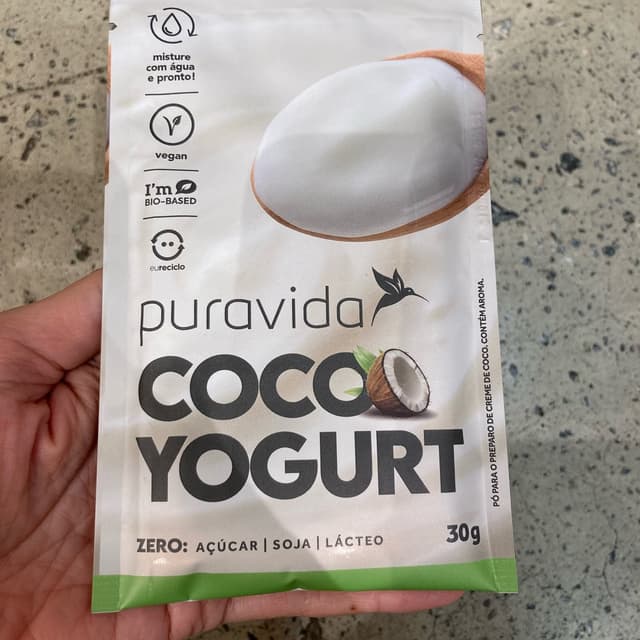 misture
com água
e pronto!
vegan
I'm
BIO-BASED
eureciclo
puravida
COCO
YOGURT
ZERO: AÇÚCAR | SOJA | LÁCTEO
30g
PÓ PARA O PREPARO DE CREME DE COCO. CONTÉM AROMA.